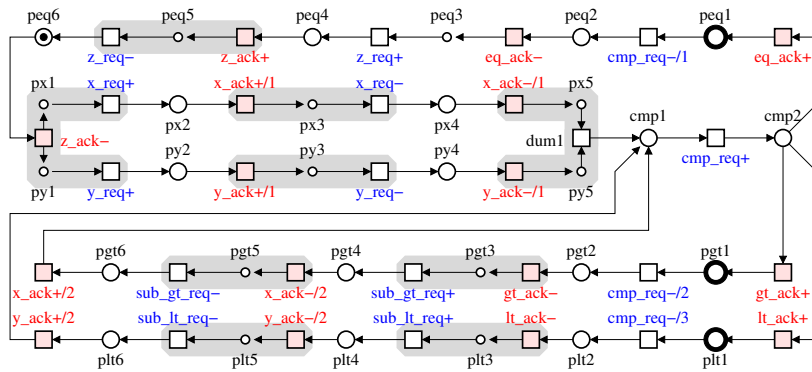 peq6 peq5 peq4 peq3 peq2 peq1
z_req- z_ack+ z_req+ eq_ack- cmp_req-/1 eq_ack+
px1 x_req+ x_ack+/1 x_req- x_ack-/1 px5
px2 px3 px4 cmp1 cmp2
z_ack- dum1
py2 py3 py4 cmp_req+
py1 y_req+ y_ack+/1 y_req- y_ack-/1 py5
pgt6 pgt5 pgt4 pgt3 pgt2 pgt1
x_ack+/2 sub_gt_req- x_ack-/2 sub_gt_req+ gt_ack- cmp_req-/2 gt_ack+
y_ack+/2 sub_lt_req- y_ack-/2 sub_lt_req+ lt_ack- cmp_req-/3 lt_ack+
plt6 plt5 plt4 plt3 plt2 plt1